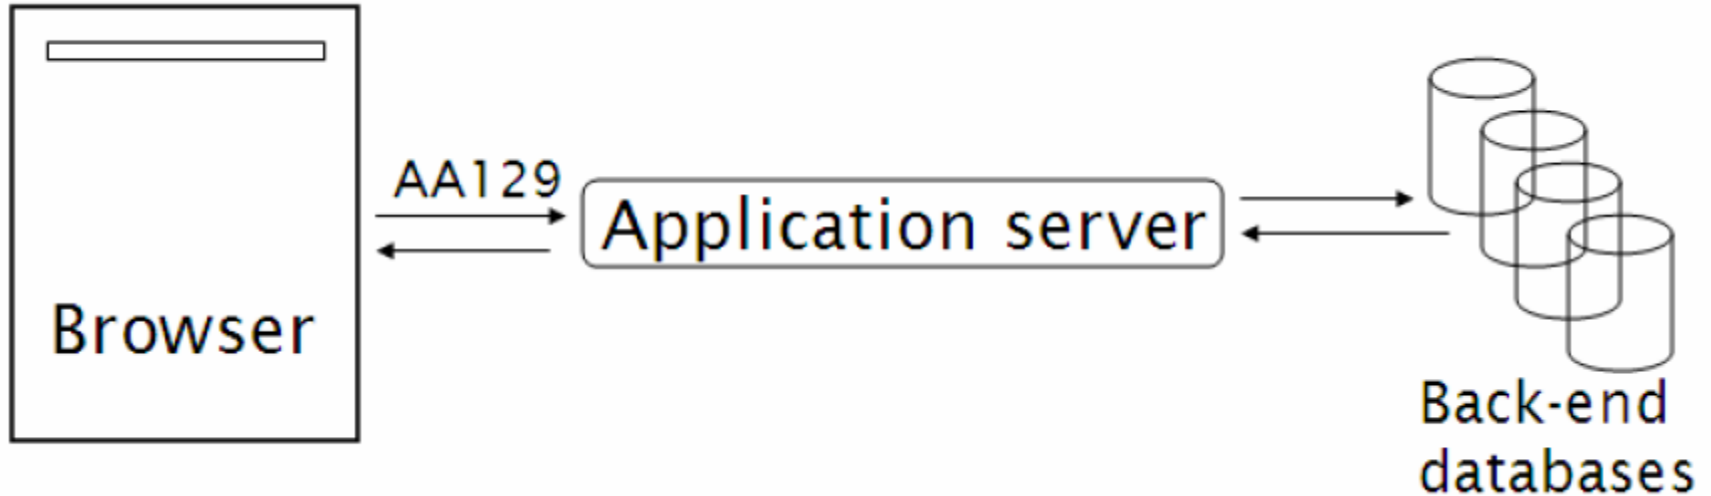 AA129
Application server
Browser
Back-end
databases